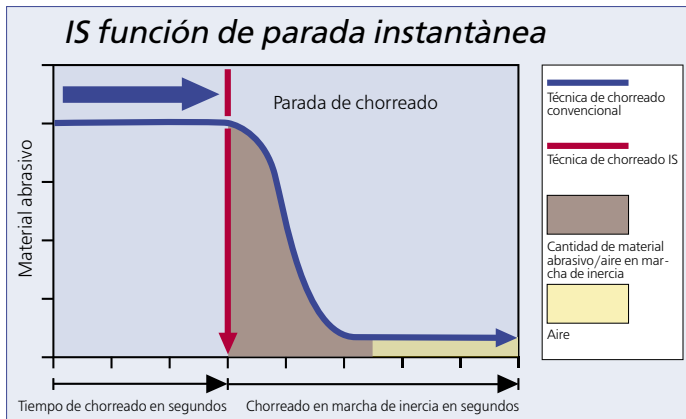 IS función de parada instantànea
Parada de chorreado
Material abrasivo
Tiempo de chorreado en segundos
Chorreado en marcha de inercia en segundos
Técnica de chorreado
convencional
Técnica de chorreado IS
Cantidad de material
abrasivo/aire en mar-
cha de inercia
Aire